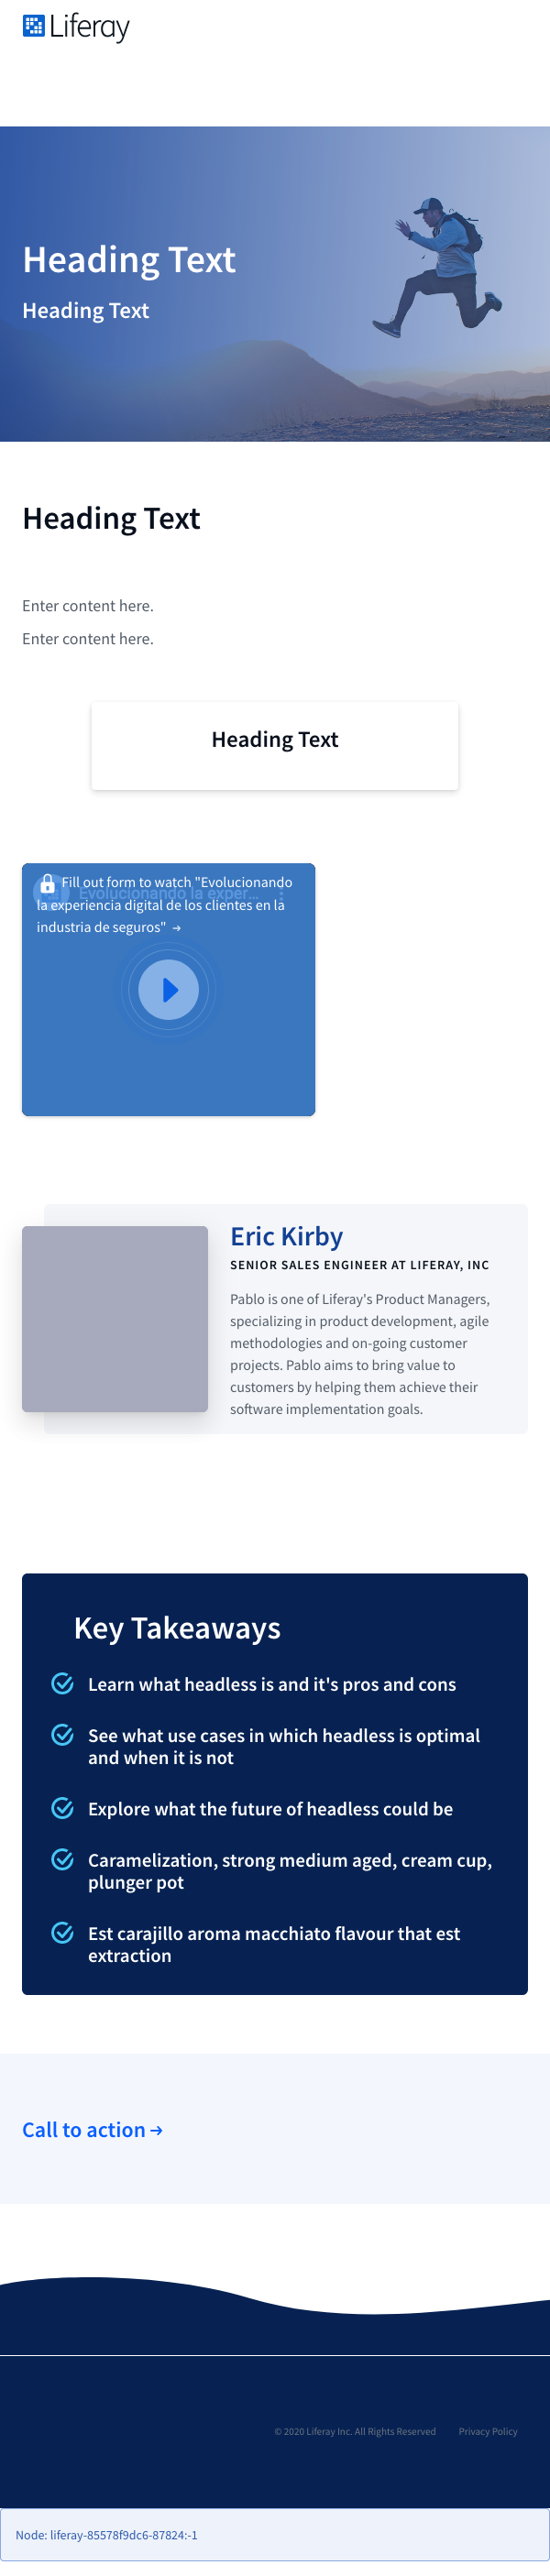 Liferay
Heading Text
Heading Text
Heading Text
Enter content here.
Enter content here.
Heading Text
Evolucionando la exper...
Fill out form to watch "Evolucionando
la experiencia digital de los clientes en la
industria de seguros" →
Eric Kirby
SENIOR SALES ENGINEER AT LIFERAY, INC
Pablo is one of Liferay's Product Managers,
specializing in product development, agile
methodologies and on-going customer
projects. Pablo aims to bring value to
customers by helping them achieve their
software implementation goals.
Key Takeaways
Learn what headless is and it's pros and cons
See what use cases in which headless is optimal
and when it is not
Explore what the future of headless could be
Caramelization, strong medium aged, cream cup,
plunger pot
Est carajillo aroma macchiato flavour that est
extraction
Call to action →
© 2020 Liferay Inc. All Rights Reserved Privacy Policy
Node: liferay-85578f9dc6-87824:-1